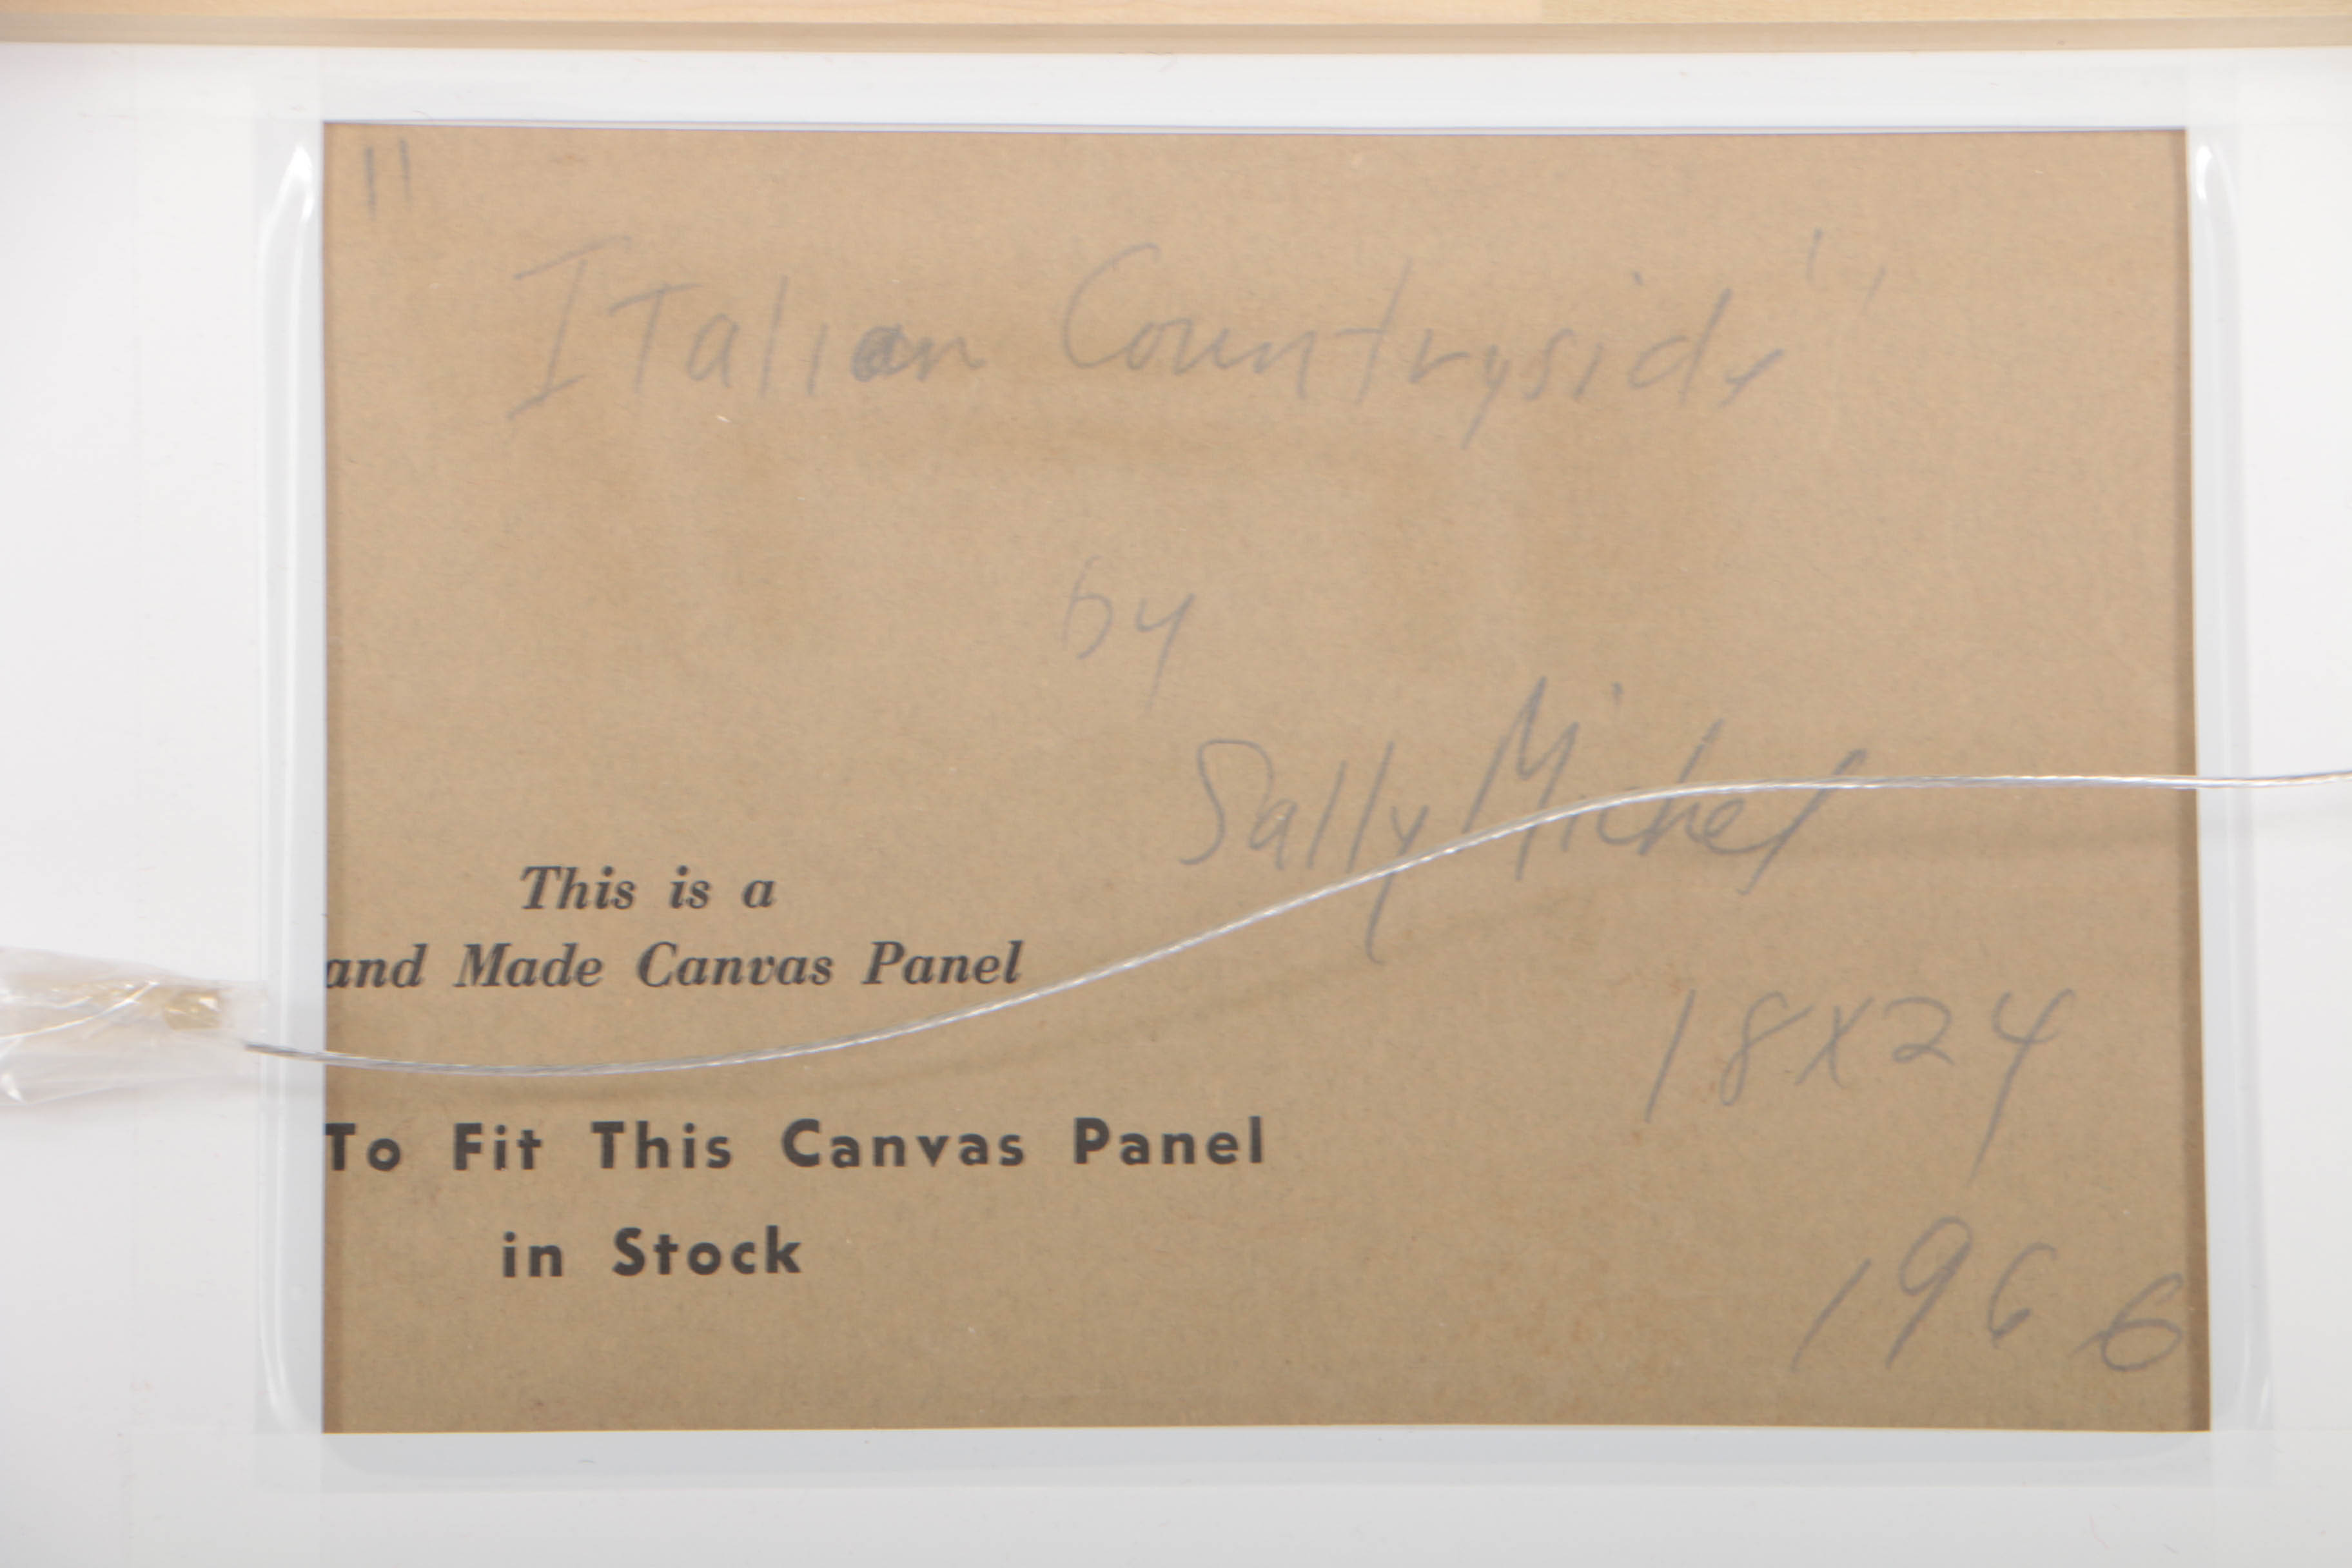 " Italian Countryside "
by
Sally Michel
This is a
and Made Canvas Panel
18x24
To Fit This Canvas Panel
in Stock
1966